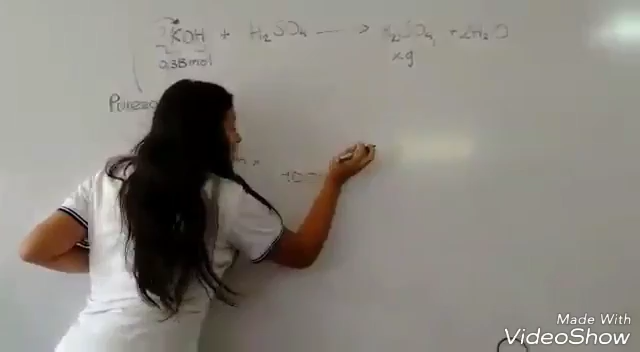 2KOH + H₂SO₄ → K₂SO₄ + 2H₂O
0,35mol x g
Made With
VideoShow